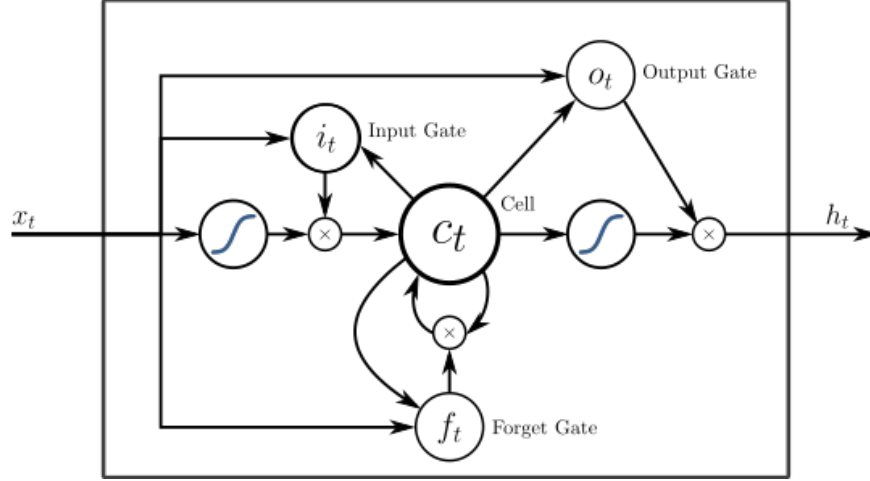 o_t Output Gate
i_t Input Gate
x_t
Cell
h_t
×
c_t
×
×
f_t Forget Gate